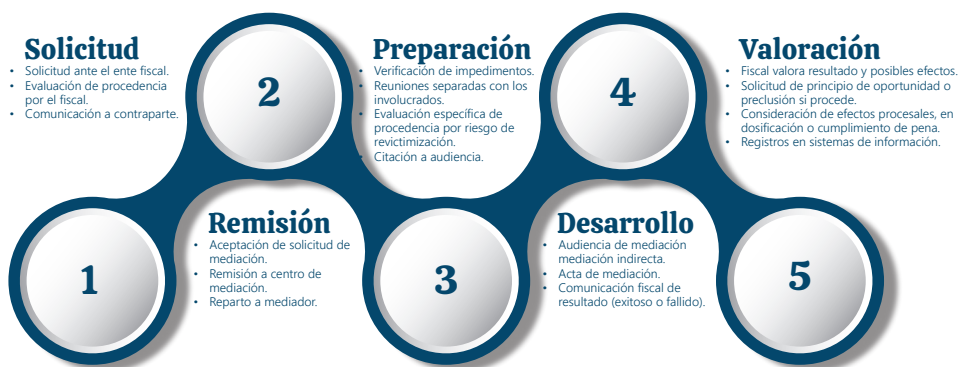 Solicitud
• Solicitud ante el ente fiscal.
• Evaluación de procedencia
por el fiscal.
• Comunicación a contraparte.
1
2
Remisión
• Aceptación de solicitud de
mediación.
• Remisión a centro de
mediación.
• Reparto a mediador.
Preparación
• Verificación de impedimentos.
• Reuniones separadas con los
involucrados.
• Evaluación específica de
procedencia por riesgo de
revictimización.
• Citación a audiencia.
3
4
Desarrollo
• Audiencia de mediación
mediación indirecta.
• Acta de mediación.
• Comunicación fiscal de
resultado (exitoso o fallido).
Valoración
• Fiscal valora resultado y posibles efectos.
• Solicitud de principio de oportunidad o
preclusión si procede.
• Consideración de efectos procesales, en
dosificación o cumplimiento de pena.
• Registros en sistemas de información.
5